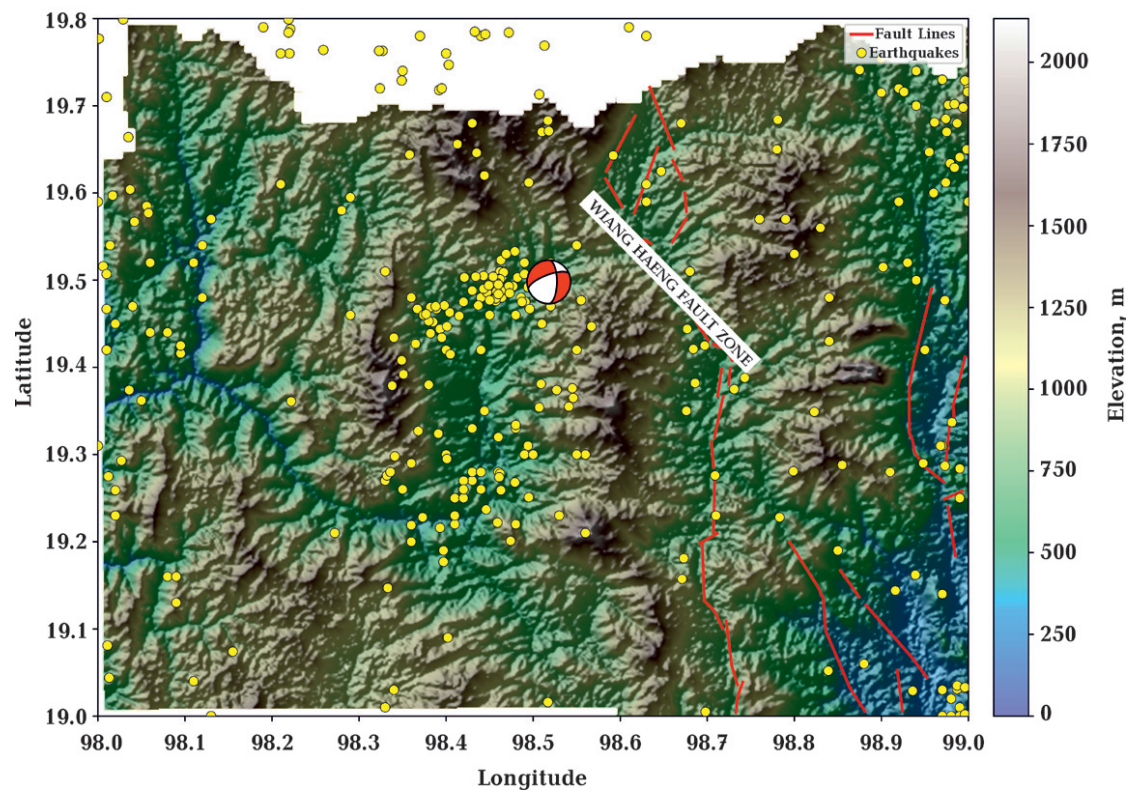 19.8
19.7
19.6
19.5
19.4
19.3
19.2
19.1
19.0
Latitude
98.0 98.1 98.2 98.3 98.4 98.5 98.6 98.7 98.8 98.9 99.0
Longitude
Fault Lines
Earthquakes
WIANG HAENG FAULT ZONE
2000
1750
1500
1250
1000
750
500
250
0
Elevation, m